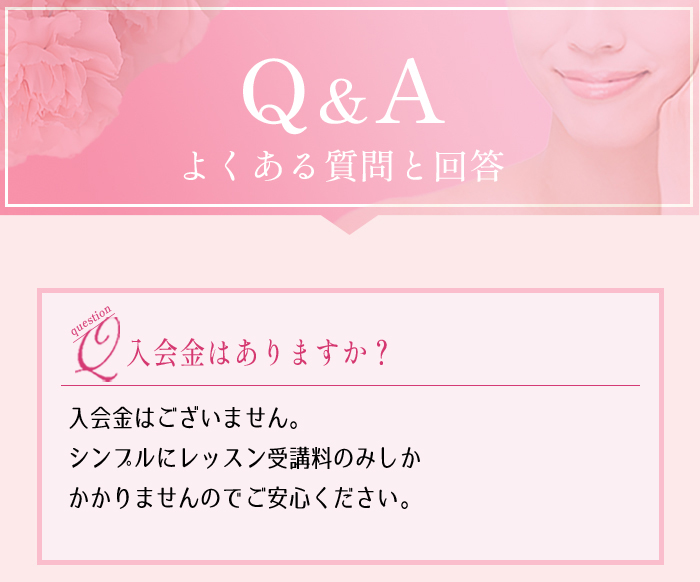 Q&A
よくある質問と回答
question
Q 入会金はありますか？
入会金はございません。
シンプルにレッスン受講料のみしか
かかりませんのでご安心ください。